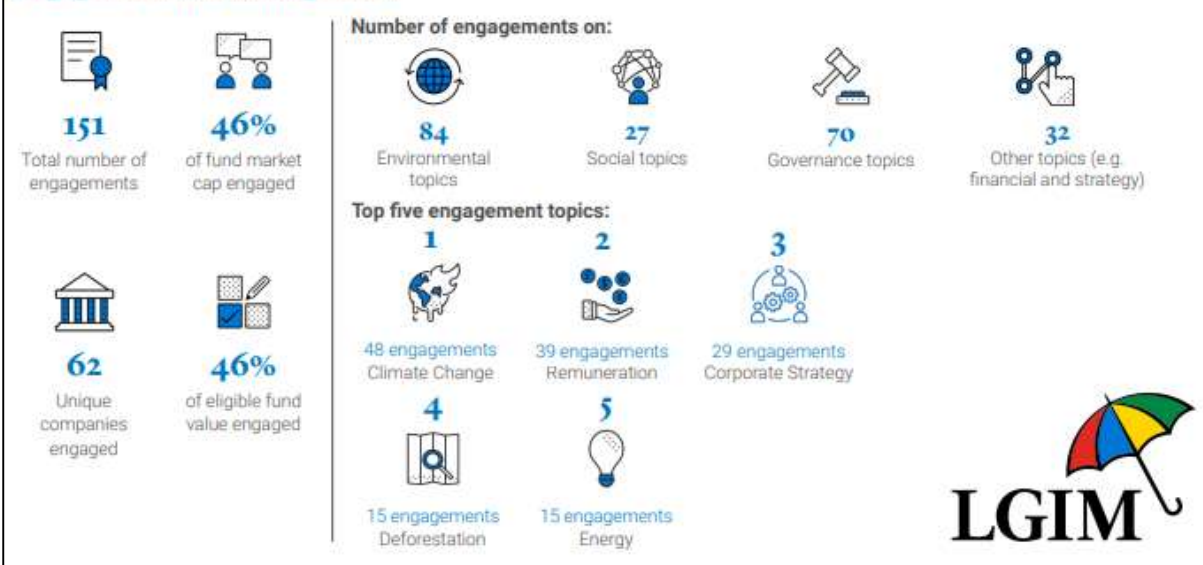 151
Total number of
engagements
46%
of fund market
cap engaged
62
Unique
companies
engaged
46%
of eligible fund
value engaged
Number of engagements on:
84
Environmental
topics
27
Social topics
70
Governance topics
32
Other topics (e.g.
financial and strategy)
Top five engagement topics:
1
48 engagements
Climate Change
2
39 engagements
Remuneration
3
29 engagements
Corporate Strategy
4
15 engagements
Deforestation
5
15 engagements
Energy
LGIM